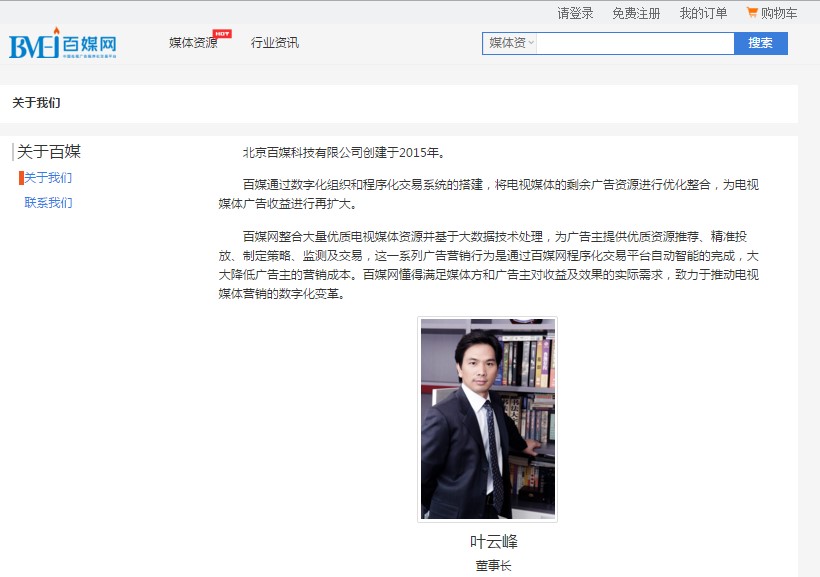 请登录 免费注册 我的订单 购物车
BMEI 百媒网
媒体资源 HOT 行业资讯 媒体资 搜索
关于我们
关于百媒
关于我们
联系我们
北京百媒科技有限公司创建于2015年。
百媒通过数字化组织和程序化交易系统的搭建，将电视媒体的剩余广告资源进行优化整合，为电视
媒体广告收益进行再扩大。
百媒网整合大量优质电视媒体资源并基于大数据技术处理，为广告主提供优质资源推荐、精准投
放、制定策略、监测及交易，这一系列广告营销行为是通过百媒网程序化交易平台自动智能的完成，大
大降低广告主的营销成本。百媒网懂得满足媒体方和广告主对收益及效果的实际需求，致力于推动电视
媒体营销的数字化变革。
叶云峰
董事长